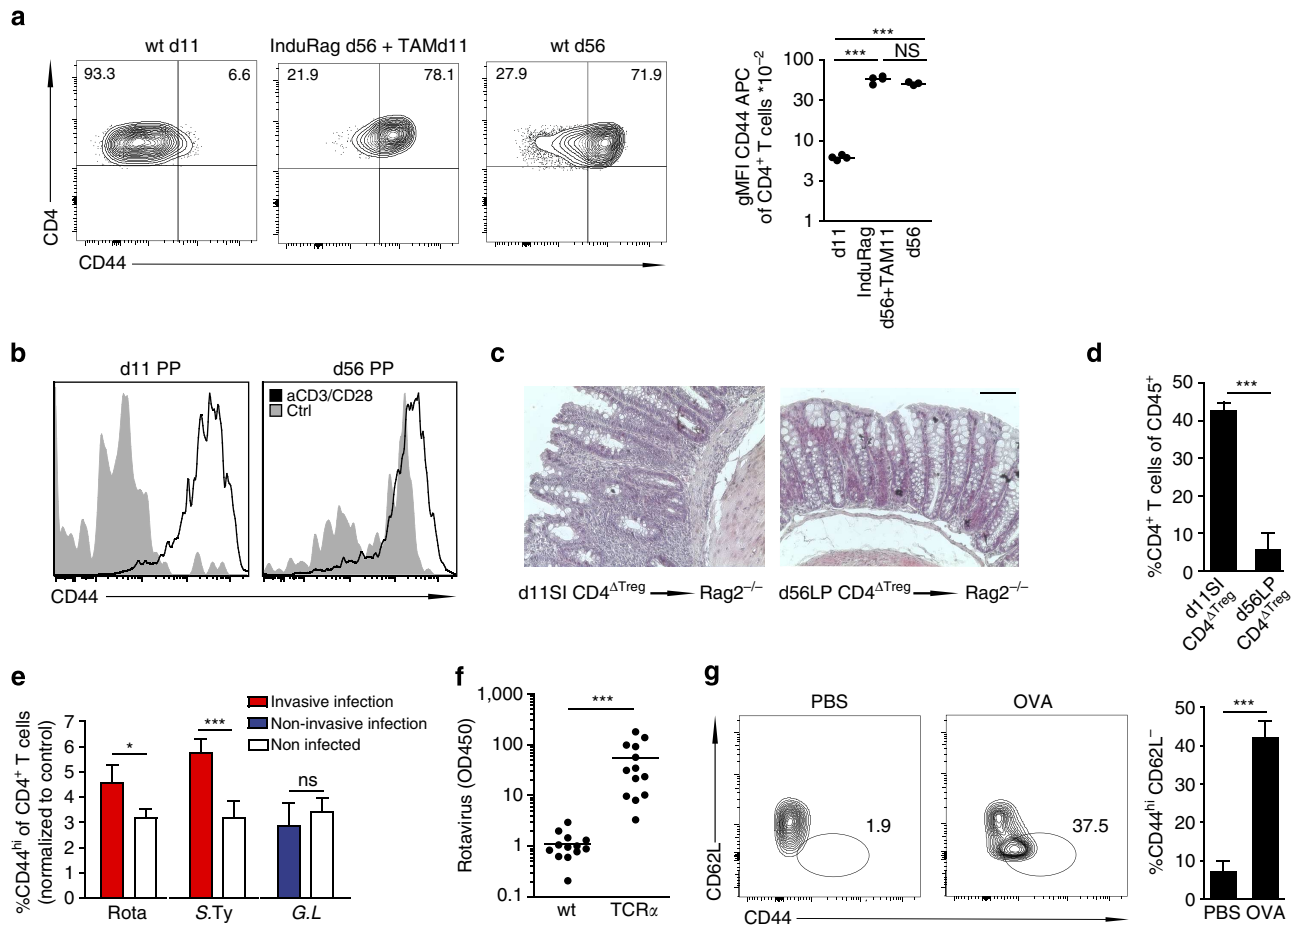 a
wt d11
InduRag d56 + TAMd11
wt d56
93.3
6.6
21.9
78.1
27.9
71.9
CD4
CD44
gMFI CD44 APC
of CD4+ T cells *10–2
100
30
10
3
1
***
***
NS
d11
InduRag
d56+TAM11
d56
b
d11 PP
d56 PP
aCD3/CD28
Ctrl
CD44
c
d11SI CD4ΔTreg
Rag2–/–
d56LP CD4ΔTreg
Rag2–/–
d
%CD4+ T cells of CD45+
50
40
30
20
10
0
***
d11SI
CD4ΔTreg
d56LP
CD4ΔTreg
e
%CD44hi of CD4+ T cells
(normalized to control)
7
6
5
4
3
2
1
0
Invasive infection
Non-invasive infection
Non infected
*
***
ns
Rota
S.Ty
G.L
f
Rotavirus (OD450)
1,000
100
10
1
0.1
***
wt
TCRα
g
PBS
OVA
1.9
37.5
CD62L
CD44
%CD44hi CD62L–
50
40
30
20
10
0
***
PBS OVA